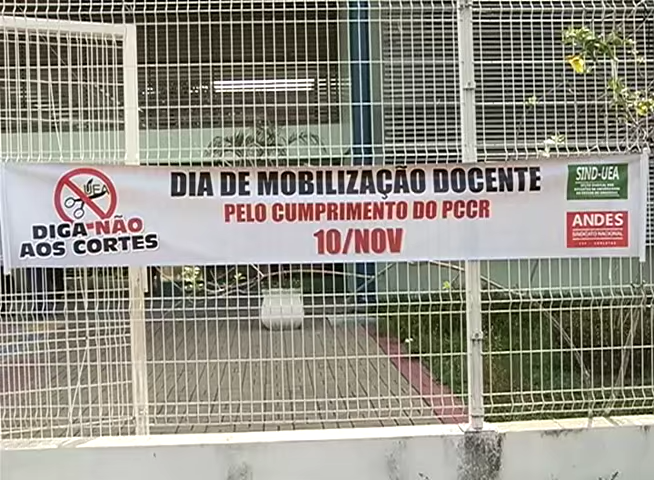 UEA
DIGA NÃO
AOS CORTES
DIA DE MOBILIZAÇÃO DOCENTE
PELO CUMPRIMENTO DO PCCR
10/NOV
SIND-UEA
ANDES
SINDICATO NACIONAL